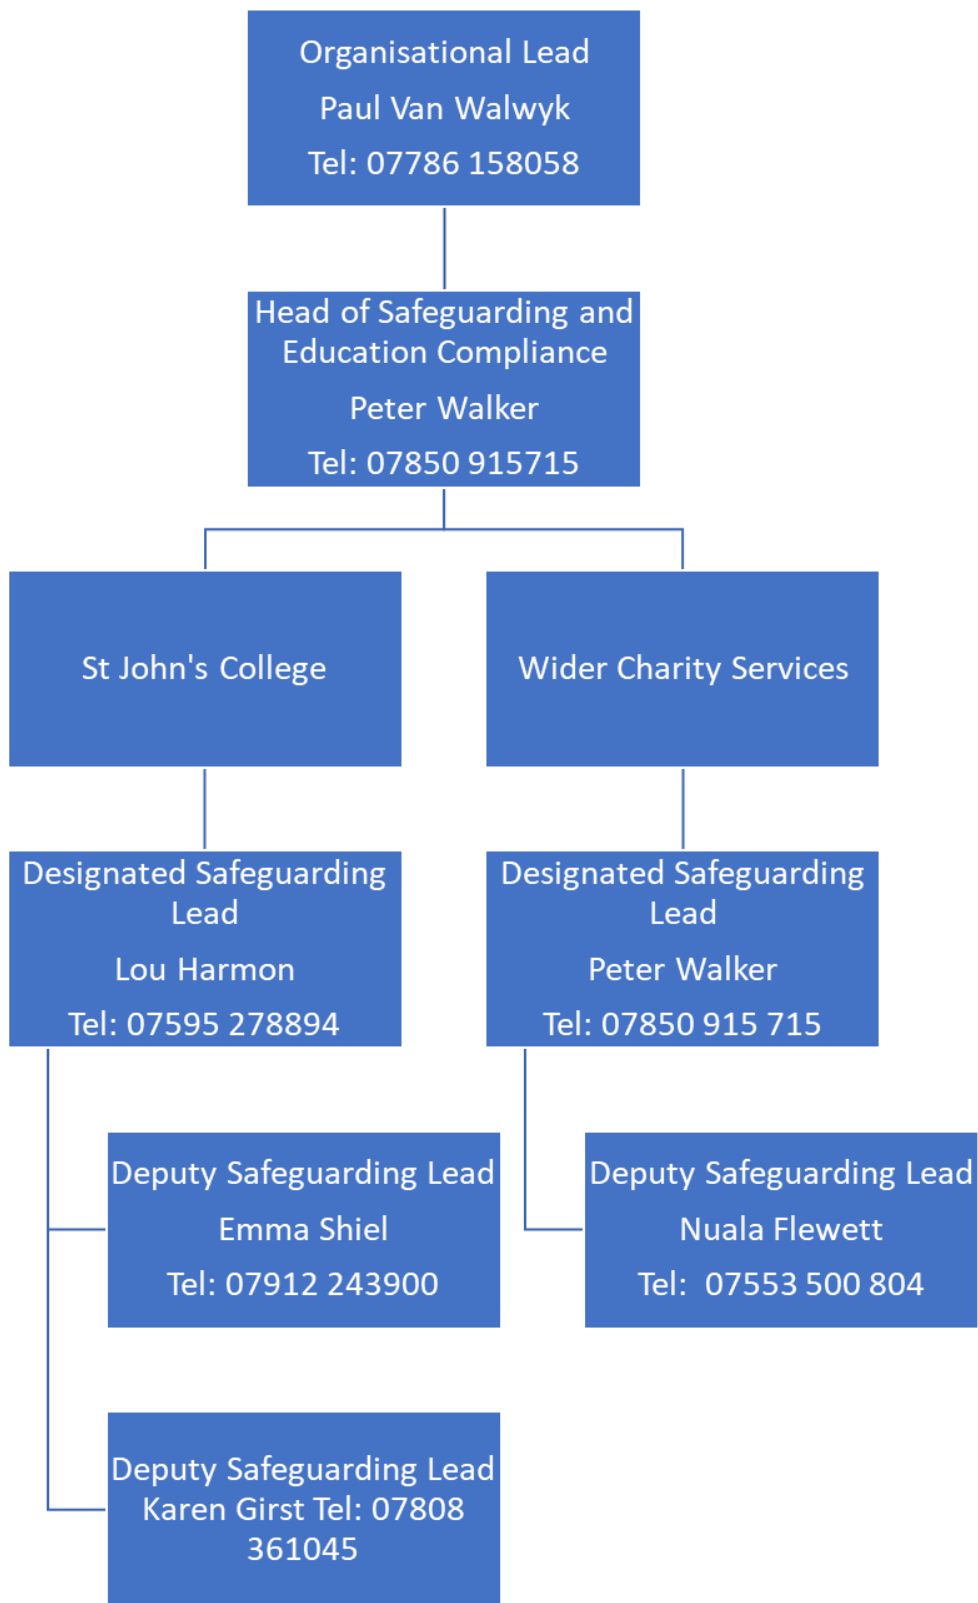 Organisational Lead
Paul Van Walwyk
Tel: 07786 158058
Head of Safeguarding and
Education Compliance
Peter Walker
Tel: 07850 915715
St John's College
Wider Charity Services
Designated Safeguarding
Lead
Lou Harmon
Tel: 07595 278894
Designated Safeguarding
Lead
Peter Walker
Tel: 07850 915 715
Deputy Safeguarding Lead
Emma Shiel
Tel: 07912 243900
Deputy Safeguarding Lead
Nuala Flewett
Tel:  07553 500 804
Deputy Safeguarding Lead
Karen Girst Tel: 07808
361045